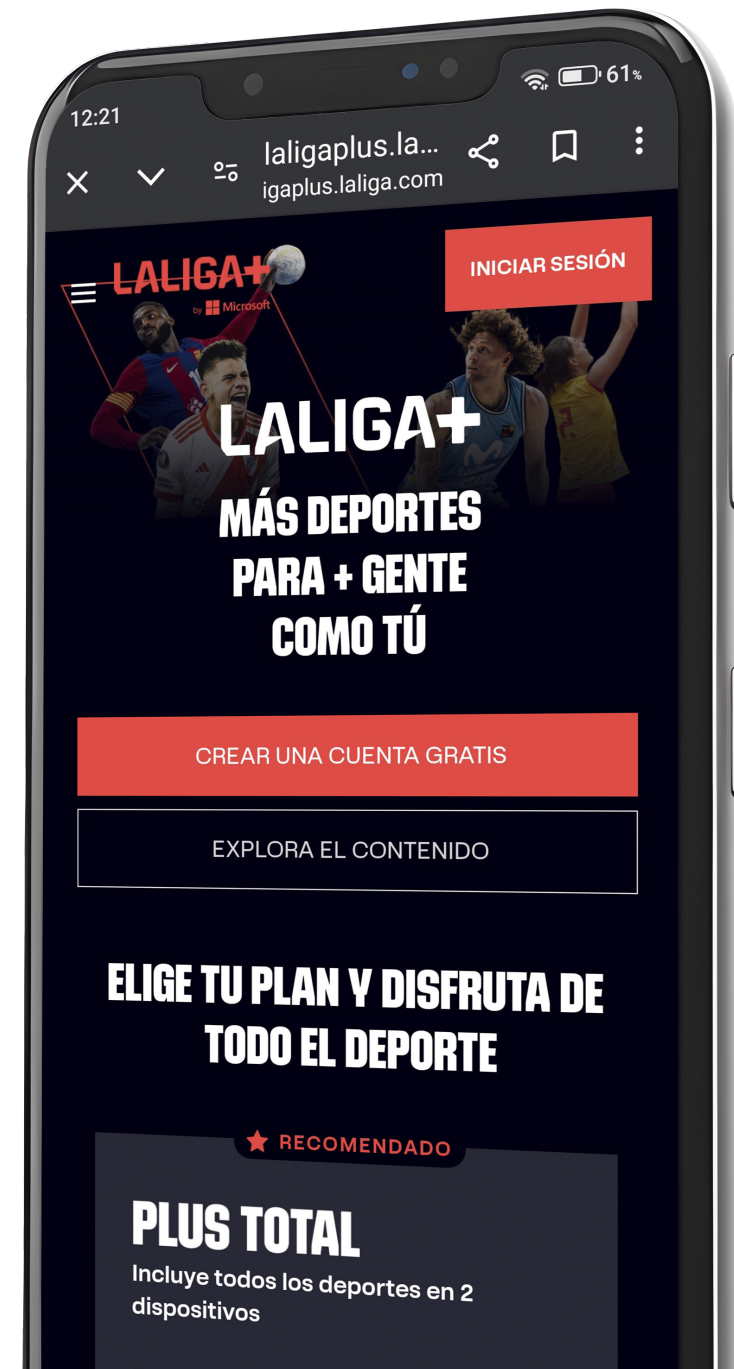 12:21
61%
laligaplus.la...
igaplus.laliga.com
LALIGA+
by Microsoft
INICIAR SESIÓN
LALIGA+
MÁS DEPORTES
PARA + GENTE
COMO TÚ
CREAR UNA CUENTA GRATIS
EXPLORA EL CONTENIDO
ELIGE TU PLAN Y DISFRUTA DE
TODO EL DEPORTE
RECOMENDADO
PLUS TOTAL
Incluye todos los deportes en 2
dispositivos